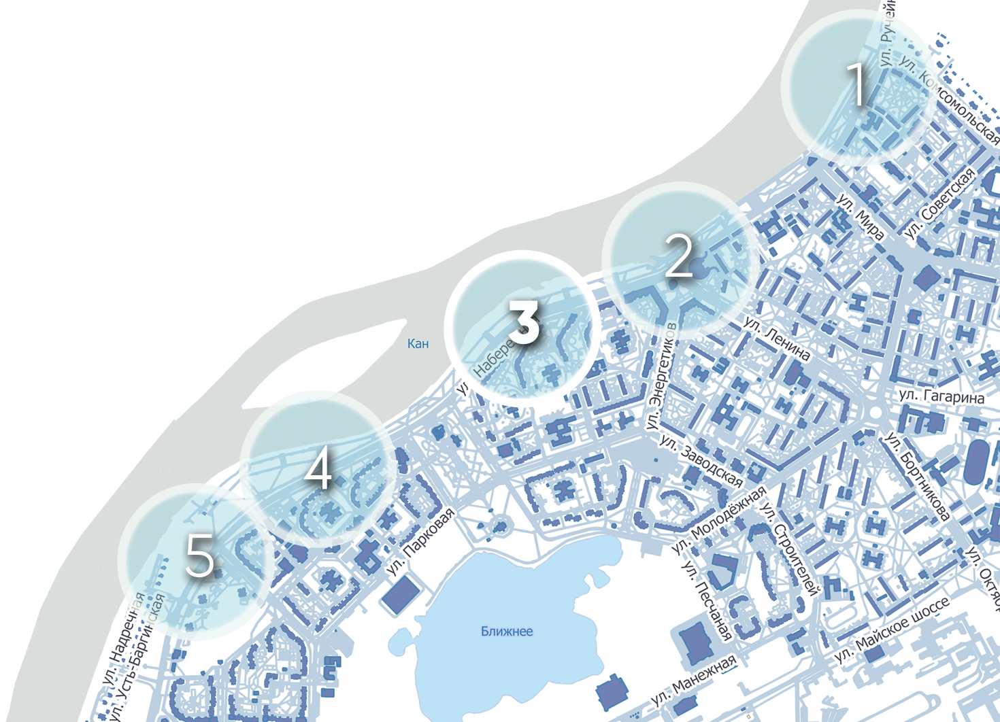 ул. Ручейн
1
ул. Комсомольская
ул. Советская
ул. Мира
2
3
ул. Набережная
Кан
ул. Ленина
ул. Энергетиков
ул. Гагарина
ул. Заводская
ул. Бортникова
4
ул. Молодёжная
ул. Строителей
ул. Парковая
5
ул. Песчаная
ул. Октяб
ул. Надречная
ул. Усть-Баргинская
Ближнее
ул. Майское шоссе
ул. Манежная